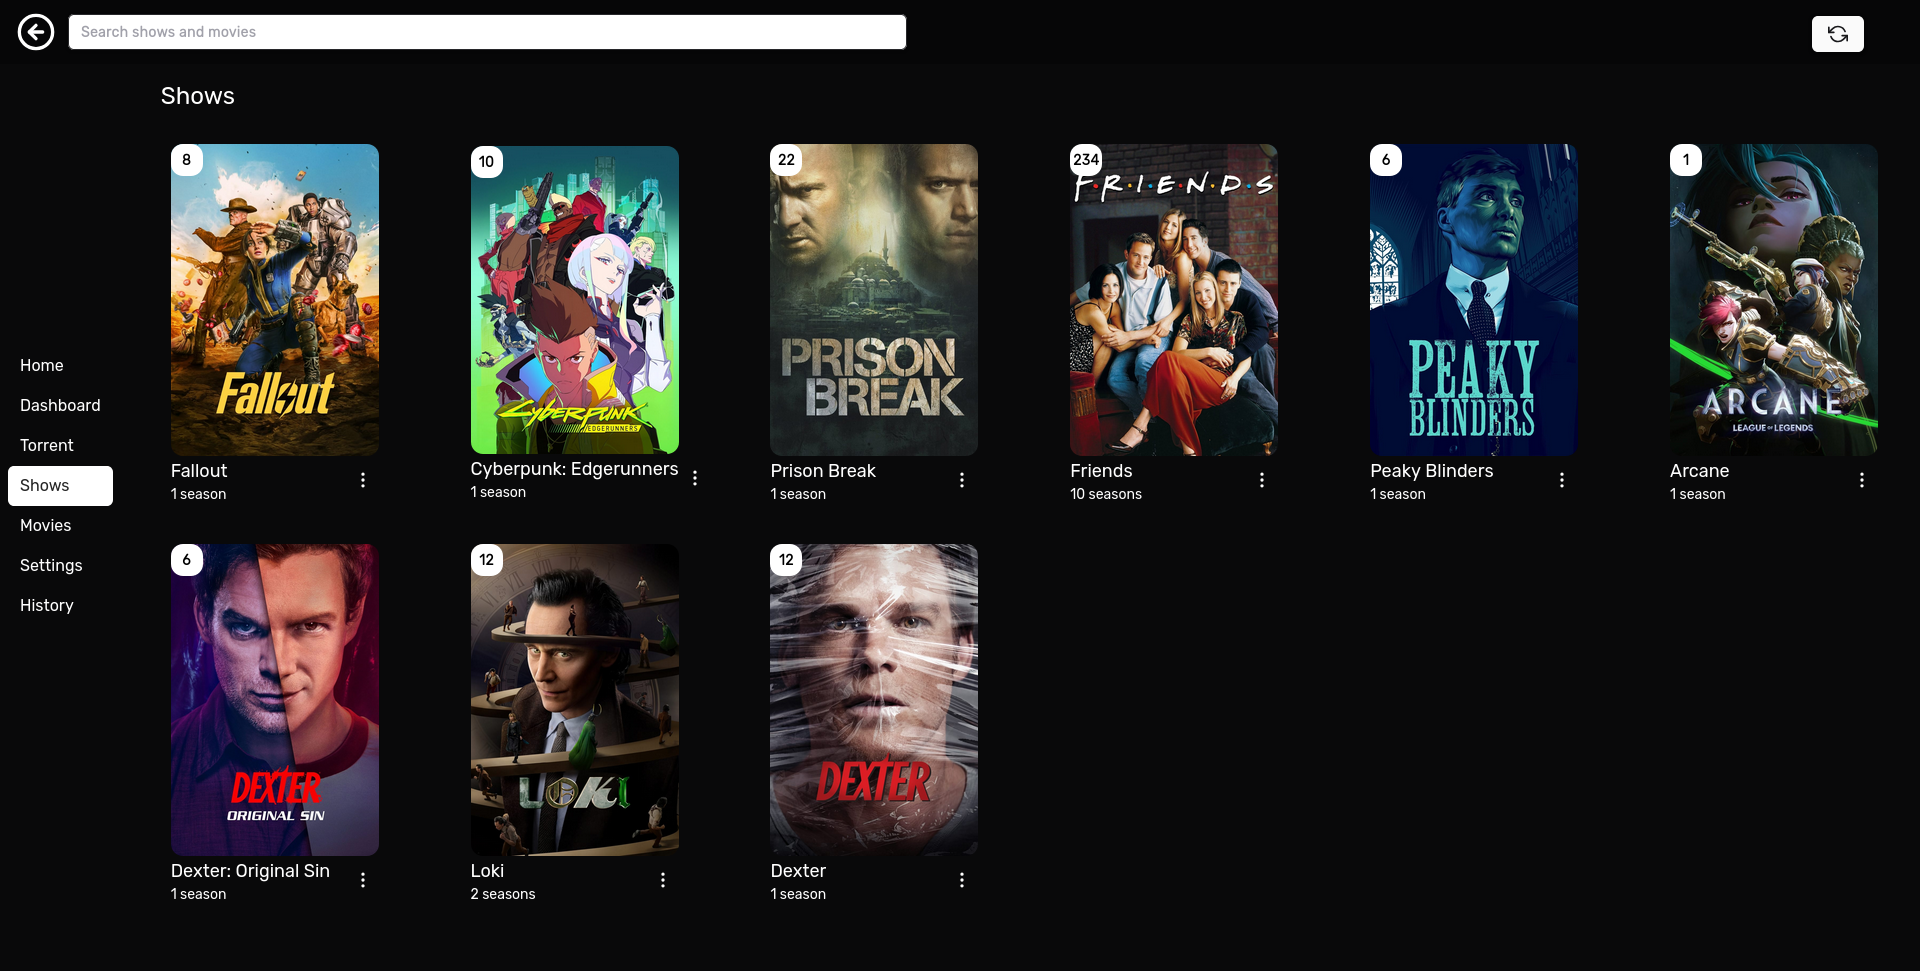 Search shows and movies
Shows
Home
Dashboard
Torrent
Shows
Movies
Settings
History
8
Fallout
Fallout
1 season
10
Cyberpunk
EDGERUNNERS
Cyberpunk: Edgerunners
1 season
22
PRISON
BREAK
Prison Break
1 season
234
F·R·I·E·N·D·S
Friends
10 seasons
6
PEAKY
BLINDERS
Peaky Blinders
1 season
1
ARCANE
LEAGUE OF LEGENDS
Arcane
1 season
6
DEXTER
ORIGINAL SIN
Dexter: Original Sin
1 season
12
LOKI
Loki
2 seasons
12
DEXTER
Dexter
1 season